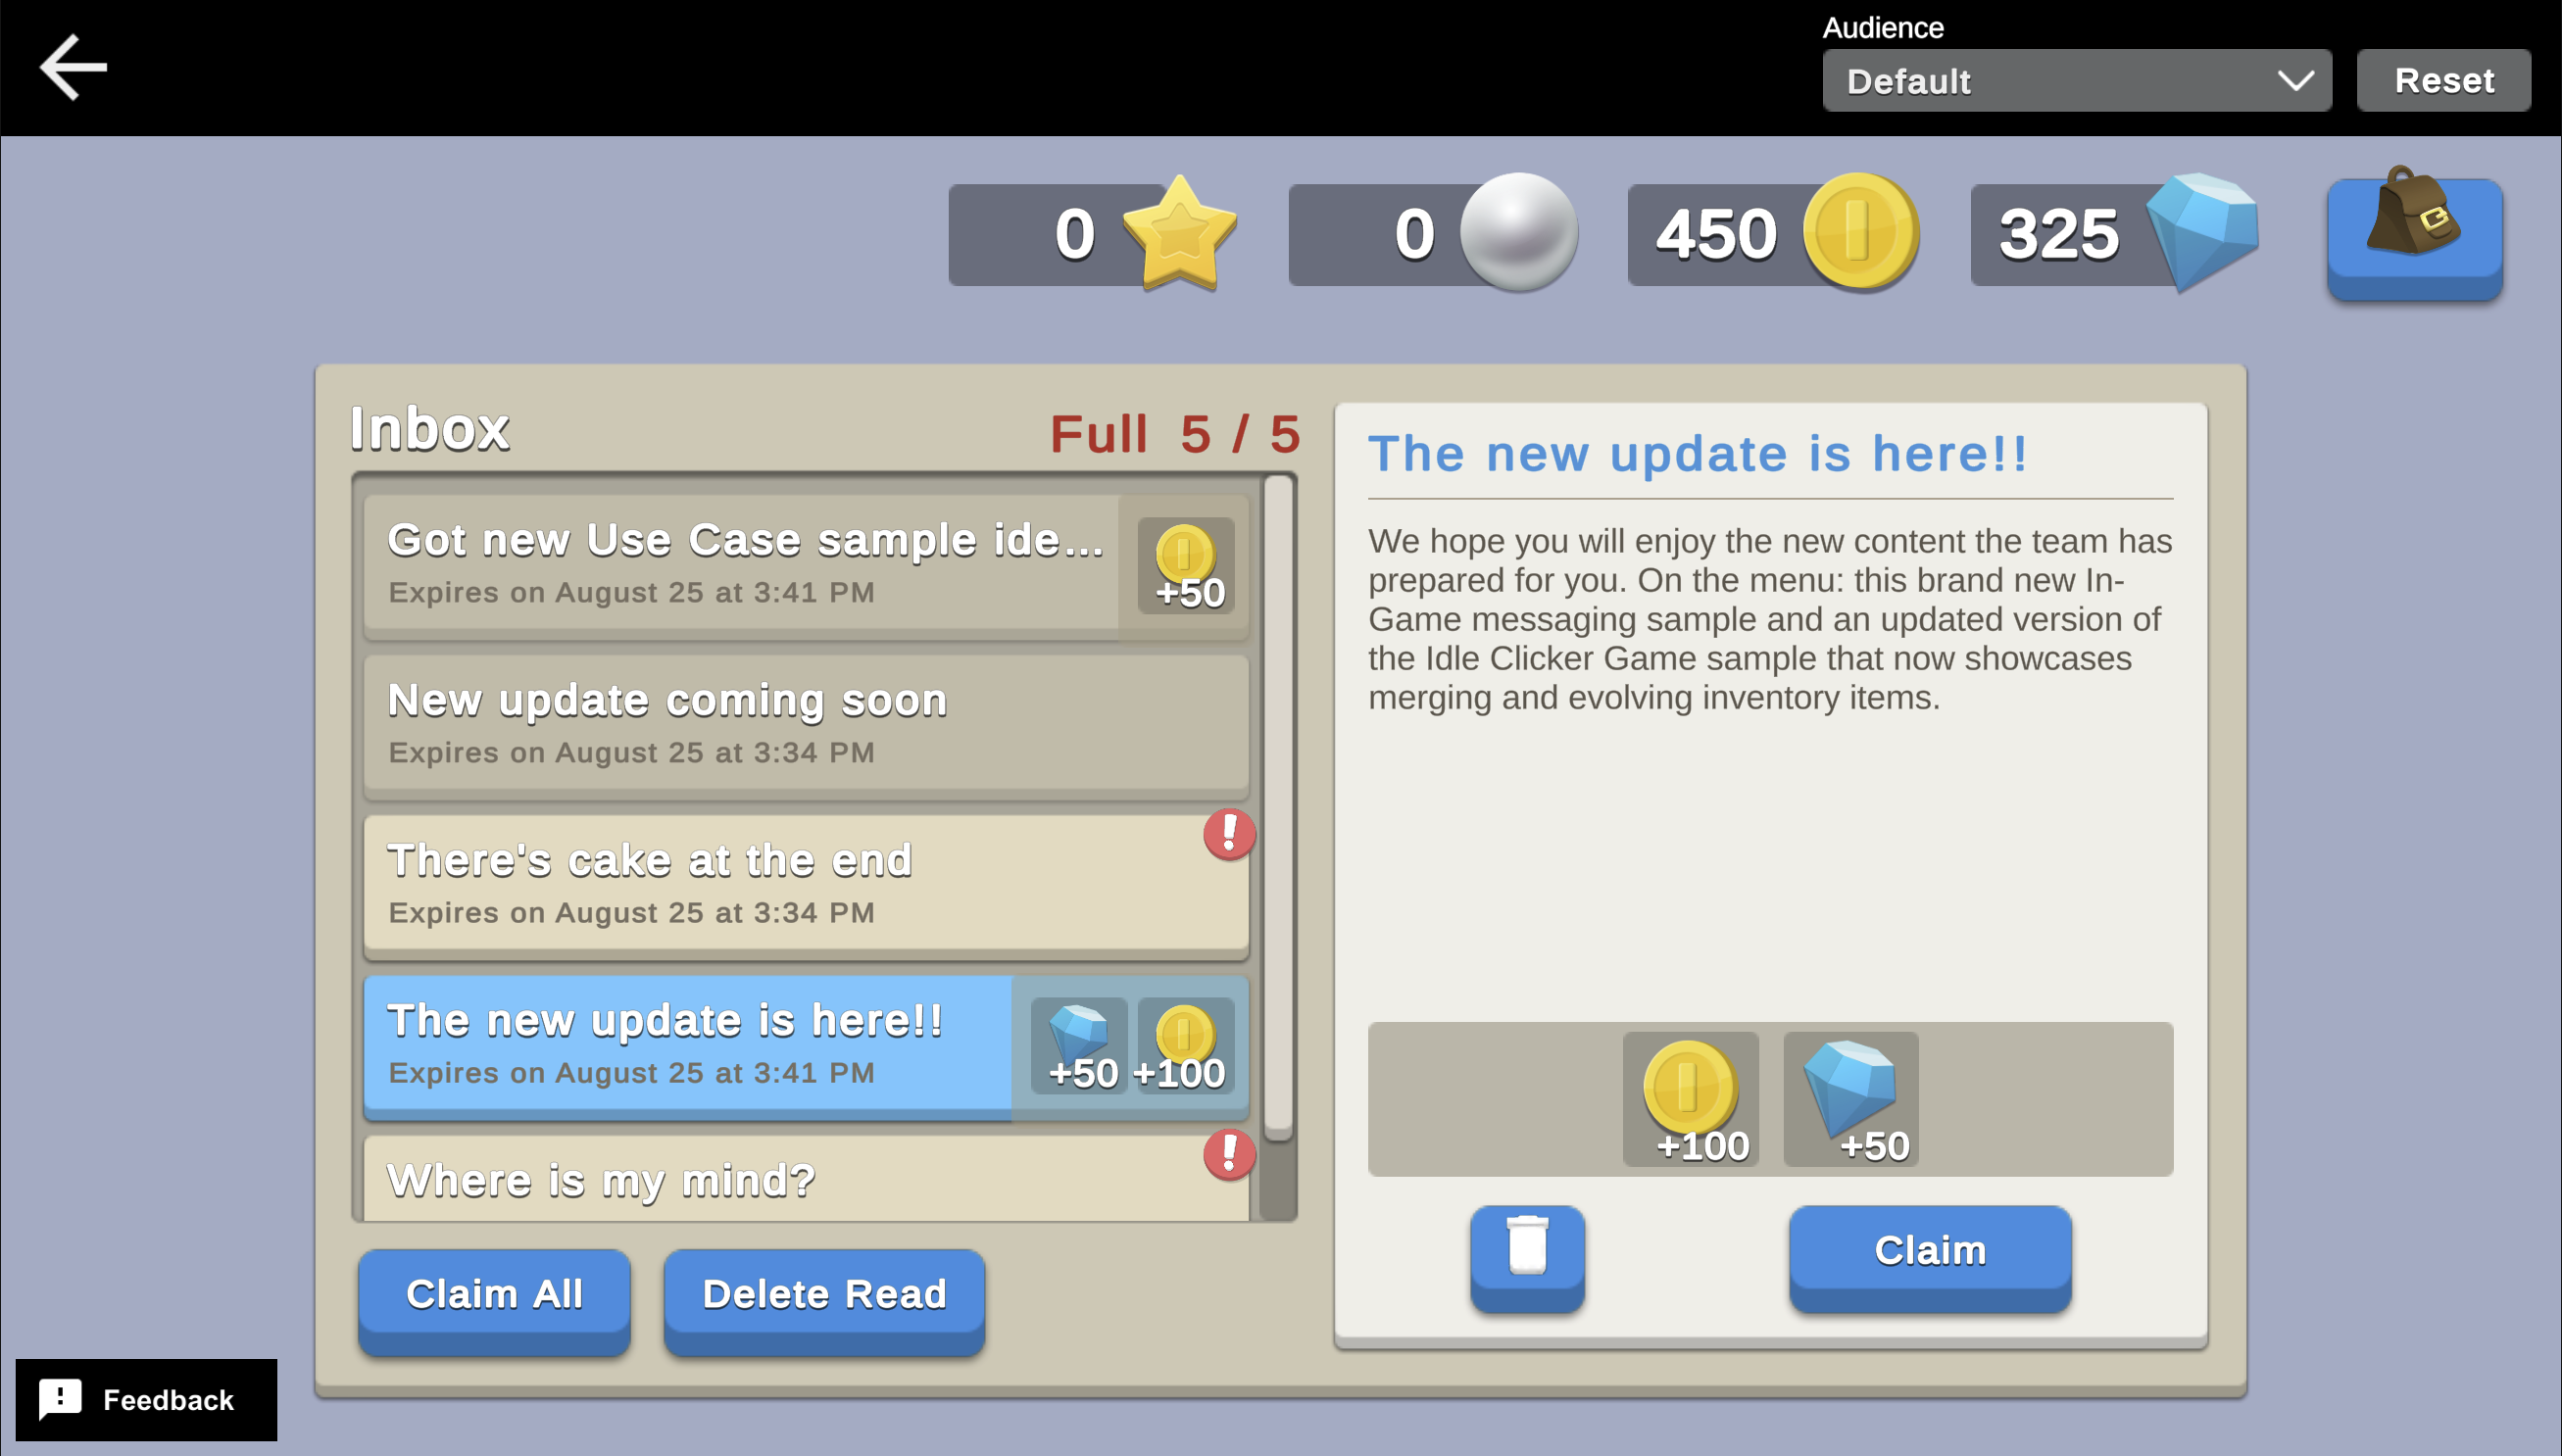 Audience
Default
Reset
0
0
450
325
Inbox
Full 5 / 5
Got new Use Case sample ide...
Expires on August 25 at 3:41 PM
+50
New update coming soon
Expires on August 25 at 3:34 PM
There's cake at the end
Expires on August 25 at 3:34 PM
The new update is here!!
Expires on August 25 at 3:41 PM
+50 +100
Where is my mind?
Claim All
Delete Read
The new update is here!!
We hope you will enjoy the new content the team has
prepared for you. On the menu: this brand new In-
Game messaging sample and an updated version of
the Idle Clicker Game sample that now showcases
merging and evolving inventory items.
+100
+50
Claim
Feedback